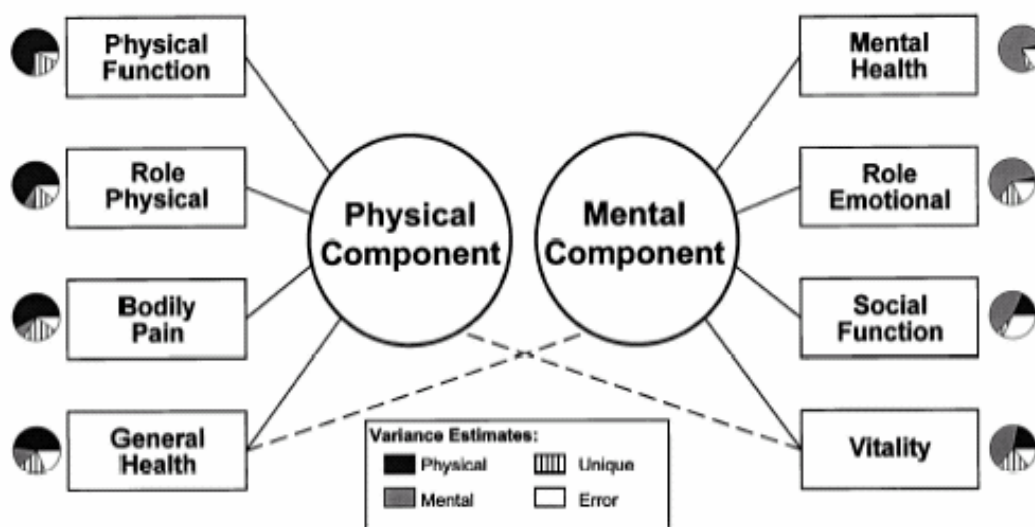 Physical
Function
Mental
Health
Role
Physical
Role
Emotional
Physical
Component
Mental
Component
Bodily
Pain
Social
Function
General
Health
Vitality
Variance Estimates:
Physical
Unique
Mental
Error